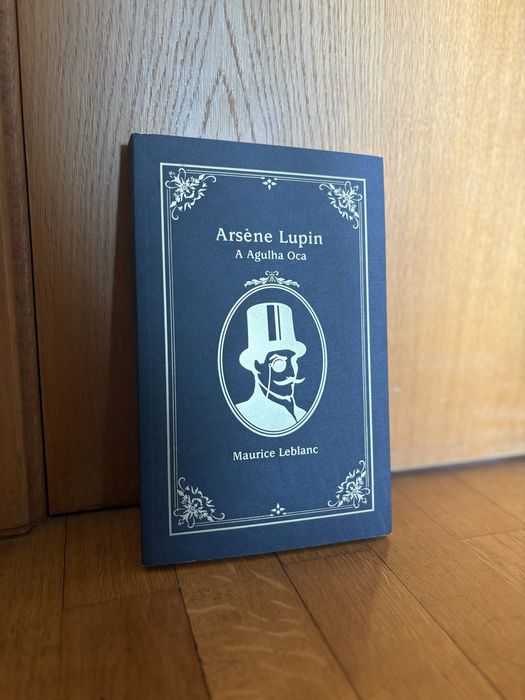 Arsène Lupin
A Agulha Oca
Maurice Leblanc